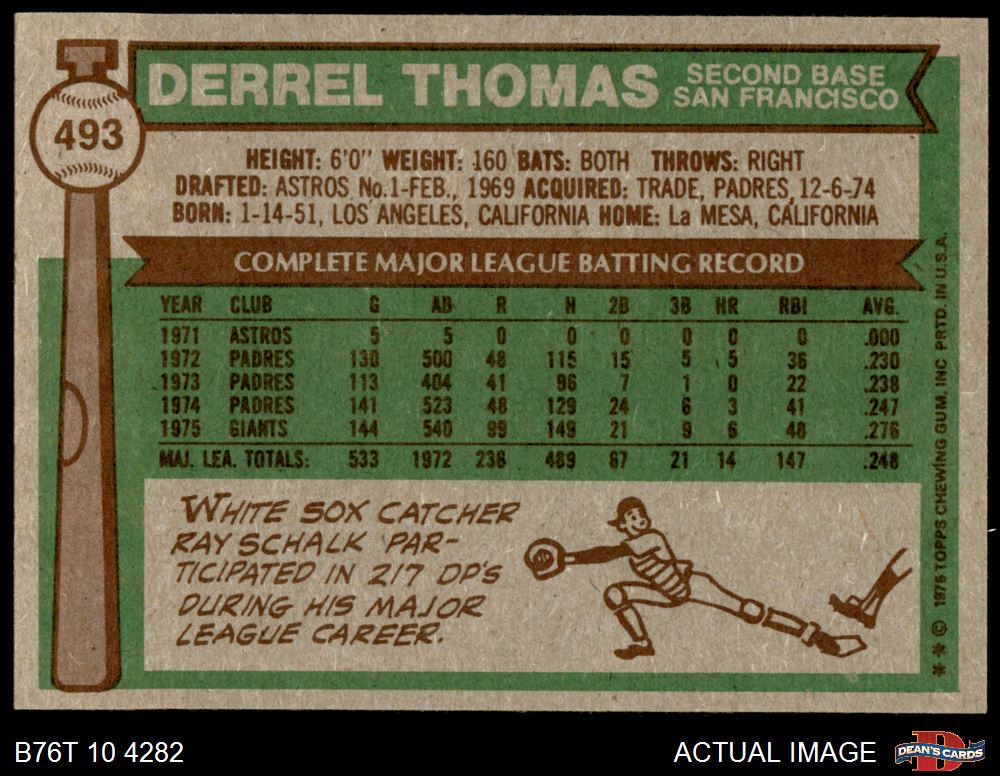 493
DERREL THOMAS
SECOND BASE
SAN FRANCISCO
HEIGHT: 6'0" WEIGHT: 160 BATS: BOTH THROWS: RIGHT
DRAFTED: ASTROS No.1-FEB., 1969 ACQUIRED: TRADE, PADRES, 12-6-74
BORN: 1-14-51, LOS ANGELES, CALIFORNIA HOME: La MESA, CALIFORNIA
COMPLETE MAJOR LEAGUE BATTING RECORD
YEAR CLUB G AB R H 2B 3B HR RBI AVG.
1971 ASTROS 5 5 0 0 0 0 0 0 .000
1972 PADRES 130 500 48 115 15 5 5 36 .230
1973 PADRES 113 404 41 96 7 1 0 22 .238
1974 PADRES 141 523 48 129 24 6 3 41 .247
1975 GIANTS 144 540 99 149 21 9 6 48 .276
MAJ. LEA. TOTALS: 533 1972 236 489 67 21 14 147 .248
WHITE SOX CATCHER
RAY SCHALK PAR-
TICIPATED IN 217 DP'S
DURING HIS MAJOR
LEAGUE CAREER.
** © 1976 TOPPS CHEWING GUM, INC PRTD. IN U.S.A.
B76T 10 4282
ACTUAL IMAGE
DEAN'S CARDS